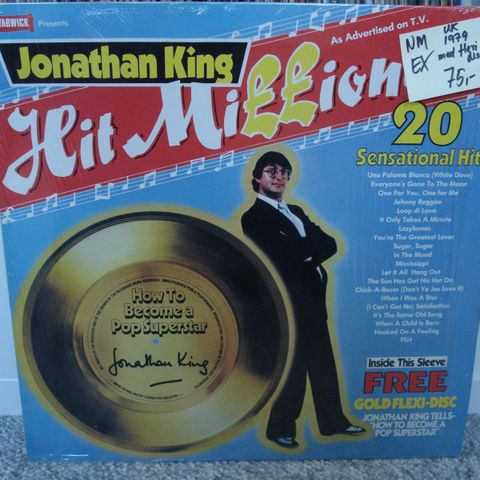 WARWICK
Presents
As Advertised on T.V.
Jonathan King
Hit Mi££ion
NM
EX
UK
1979
75,-
20
Sensational Hit
Una Paloma Blanca (White Dove)
Everyone's Gone To The Moon
One For You, One For Me
Johnny Reggae
Loop di Love
It Only Takes A Minute
Lazybones
You're The Greatest Lover
Sugar, Sugar
In The Mood
Mississippi
Let It All Hang Out
The Sun Has Got His Hat On
Chick-A-Boom (Don't Ya Jes Love It)
When I Was A Star
(I Can't Get No) Satisfaction
It's The Same Old Song
When A Child Is Born
Hooked On A Feeling
Flirt
How To
Become a
Pop Superstar
Jonathan King
Inside This Sleeve
FREE
GOLD FLEXI-DISC
JONATHAN KING TELLS-
"HOW TO BECOME A
POP SUPERSTAR"